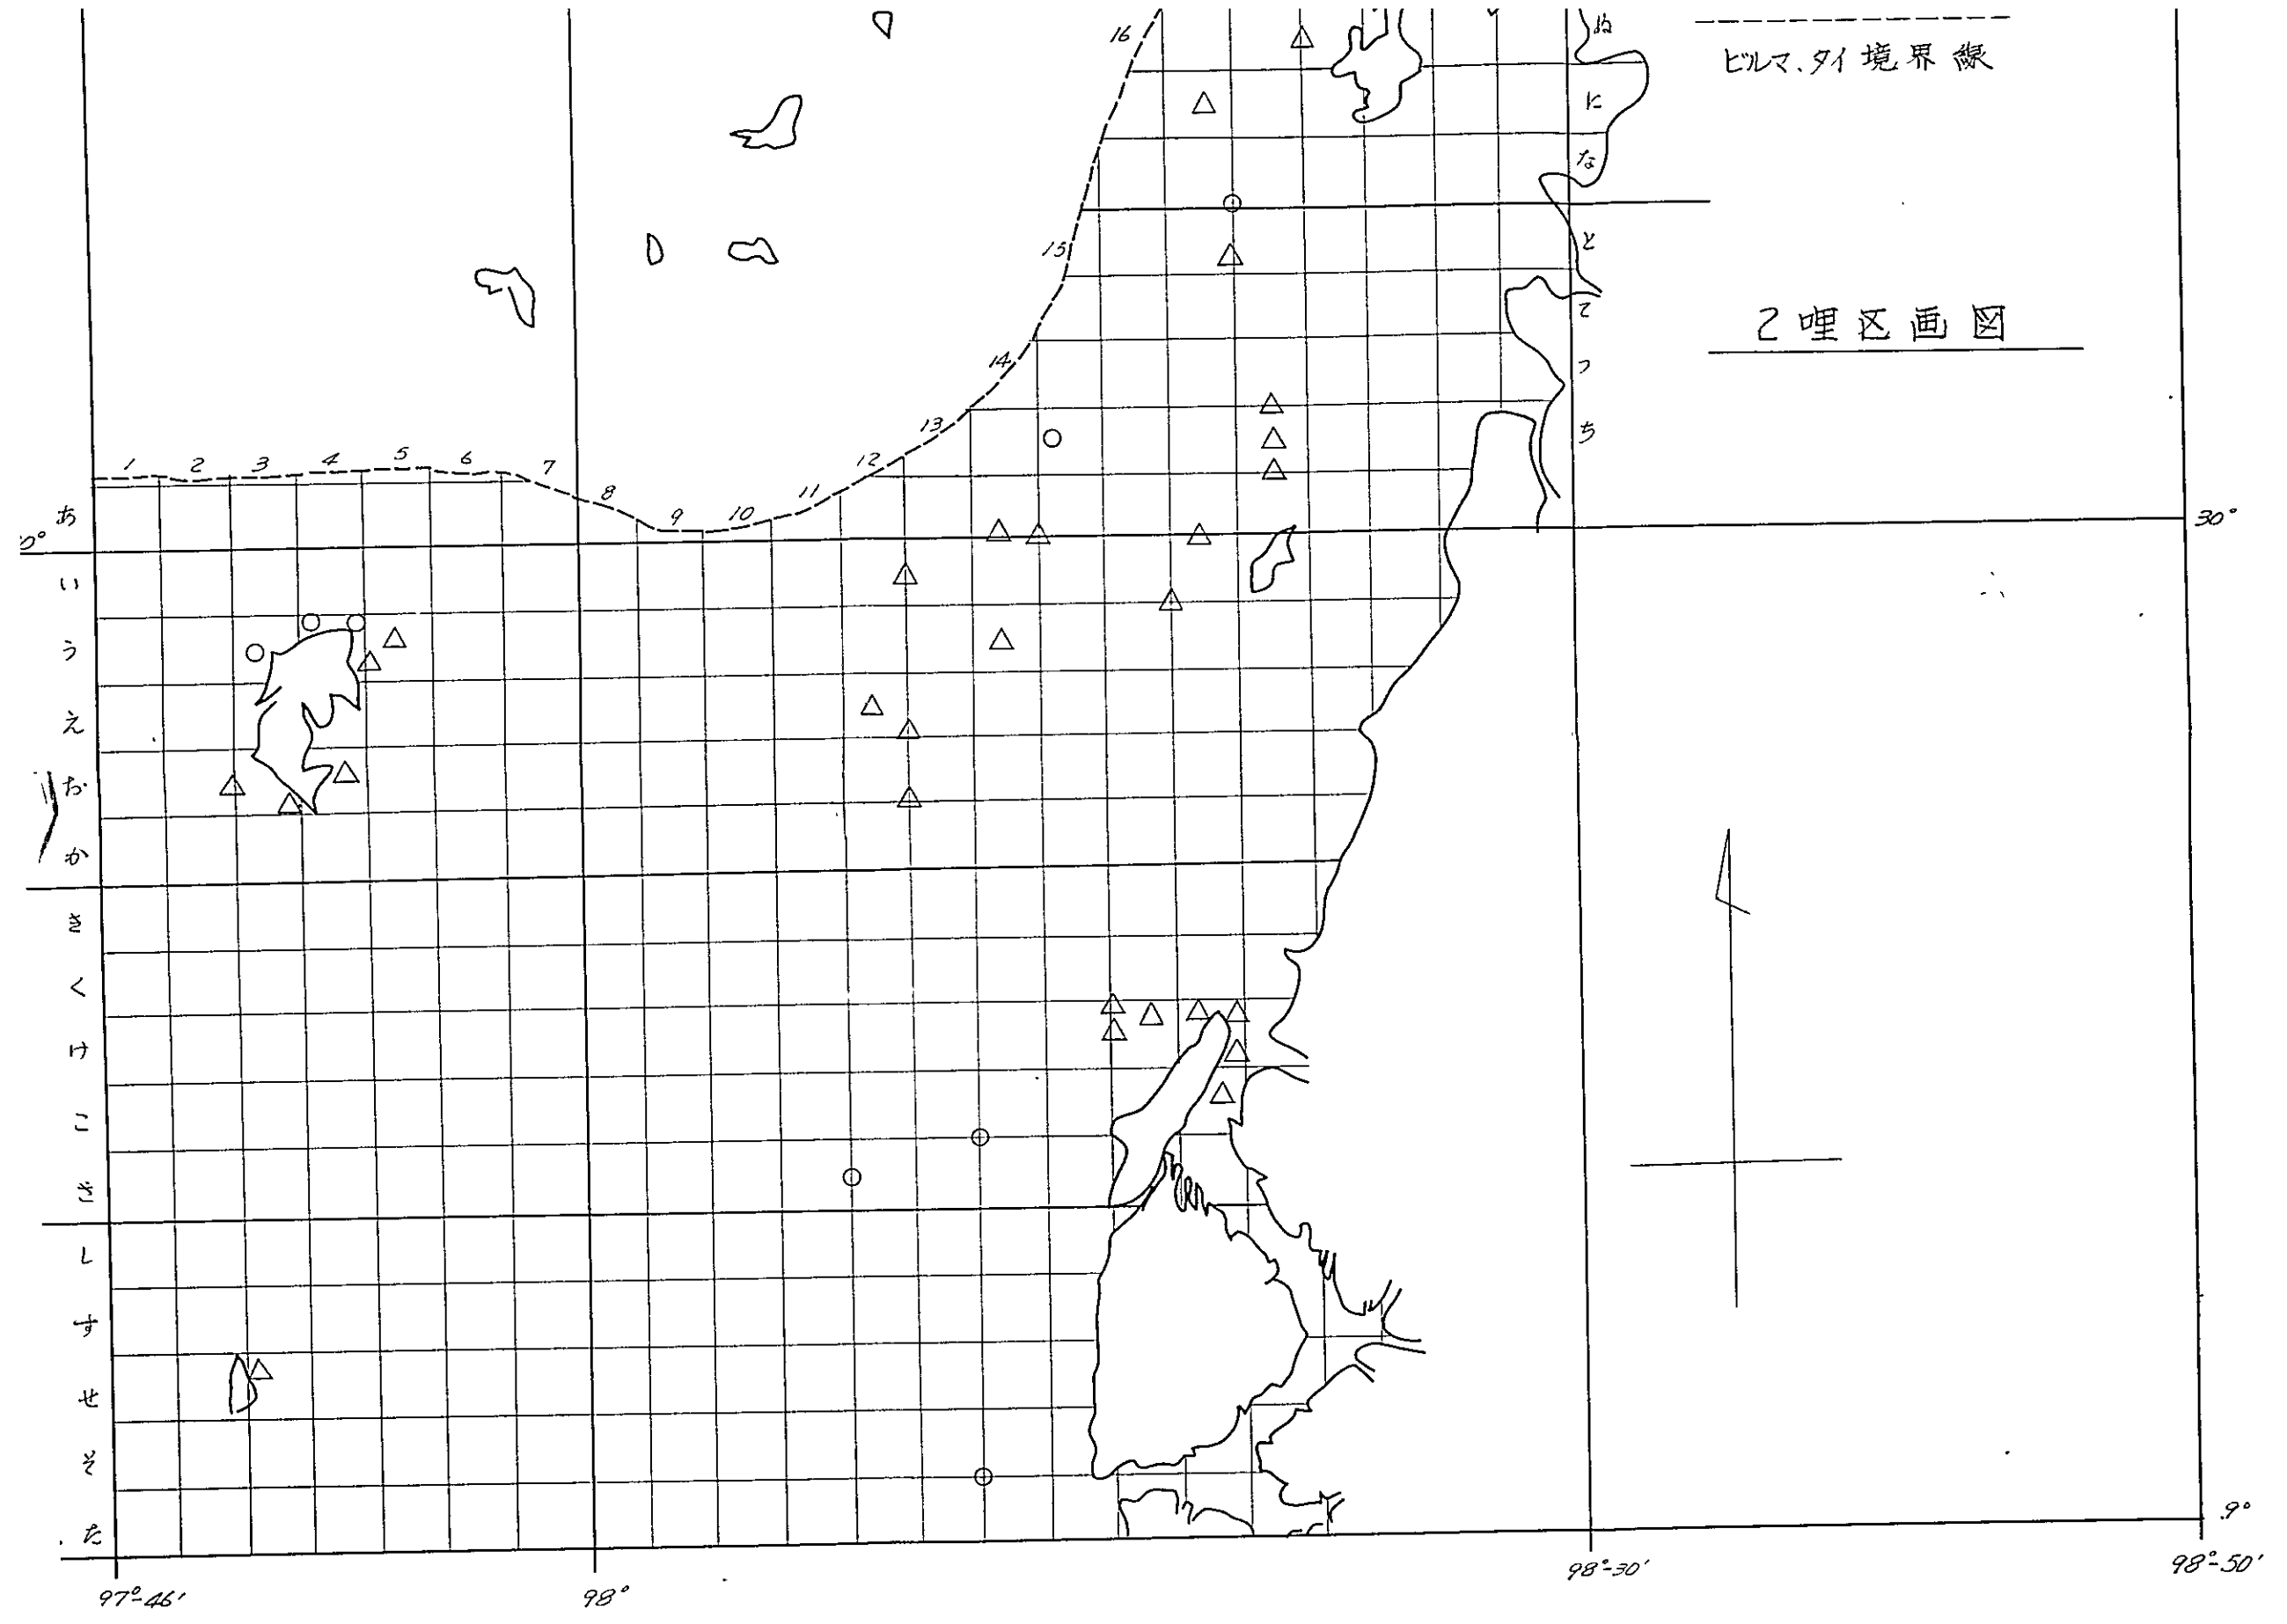 16
ぬ
ビルマ、タイ境界線
に
な
15
と
て
2哩区画図
14
つ
13
ち
1 2 3 4 5 6 7 8 9 10 11 12
あ
30°
0°
い
う
え
お
か
き
く
け
こ
さ
し
す
せ
そ
た
9°
97°-46′
98°
98°-30′
98°-50′